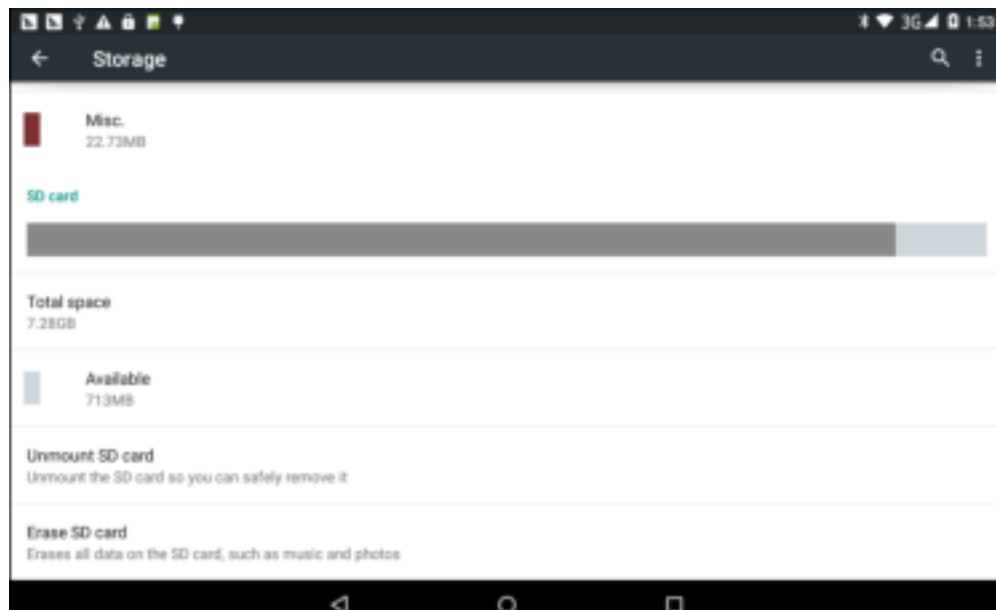 3G 1:53
Storage
Misc.
22.73MB
SD card
Total space
7.28GB
Available
713MB
Unmount SD card
Unmount the SD card so you can safely remove it
Erase SD card
Erases all data on the SD card, such as music and photos